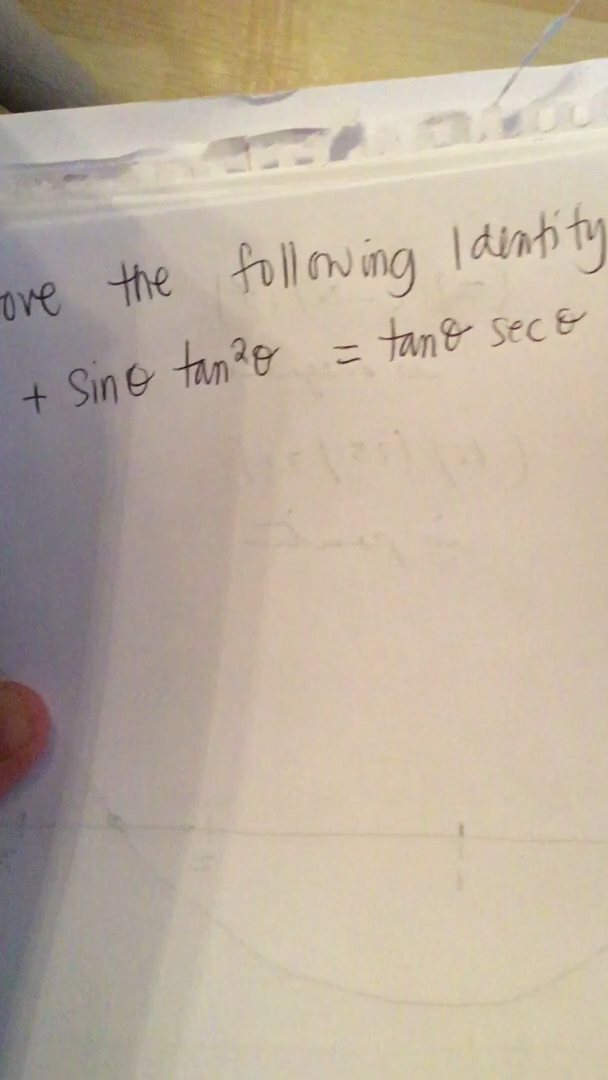 ove the following Identity
+ sinθ tan²θ = tanθ secθ